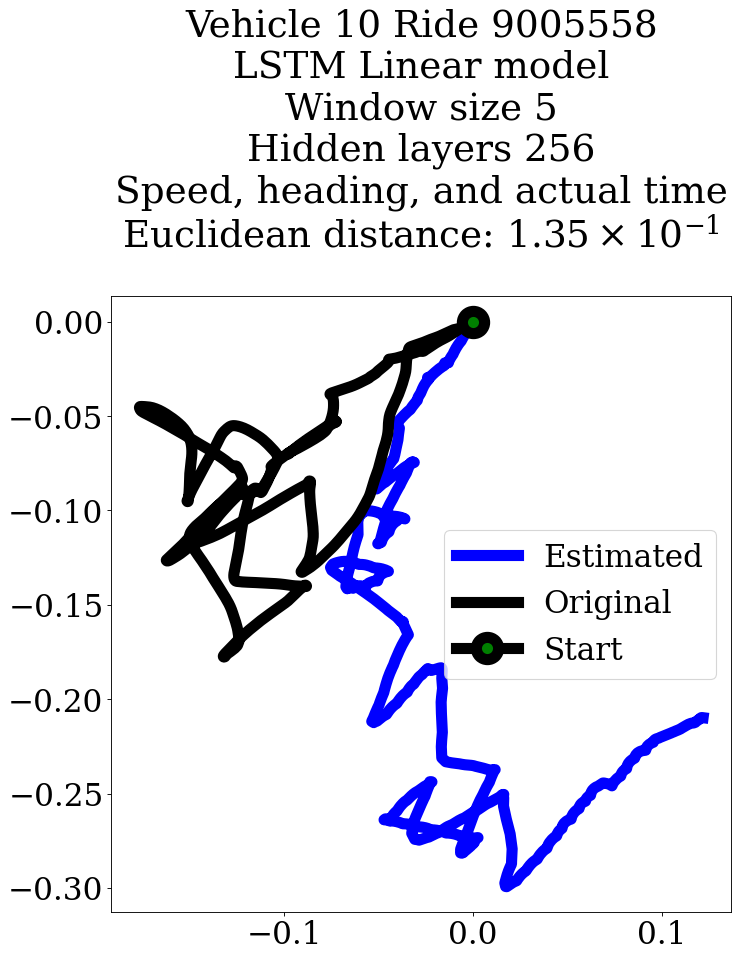 Vehicle 10 Ride 9005558
LSTM Linear model
Window size 5
Hidden layers 256
Speed, heading, and actual time
Euclidean distance: 1.35 × 10⁻¹
0.00
−0.05
−0.10
−0.15
−0.20
−0.25
−0.30
Estimated
Original
Start
−0.1
0.0
0.1